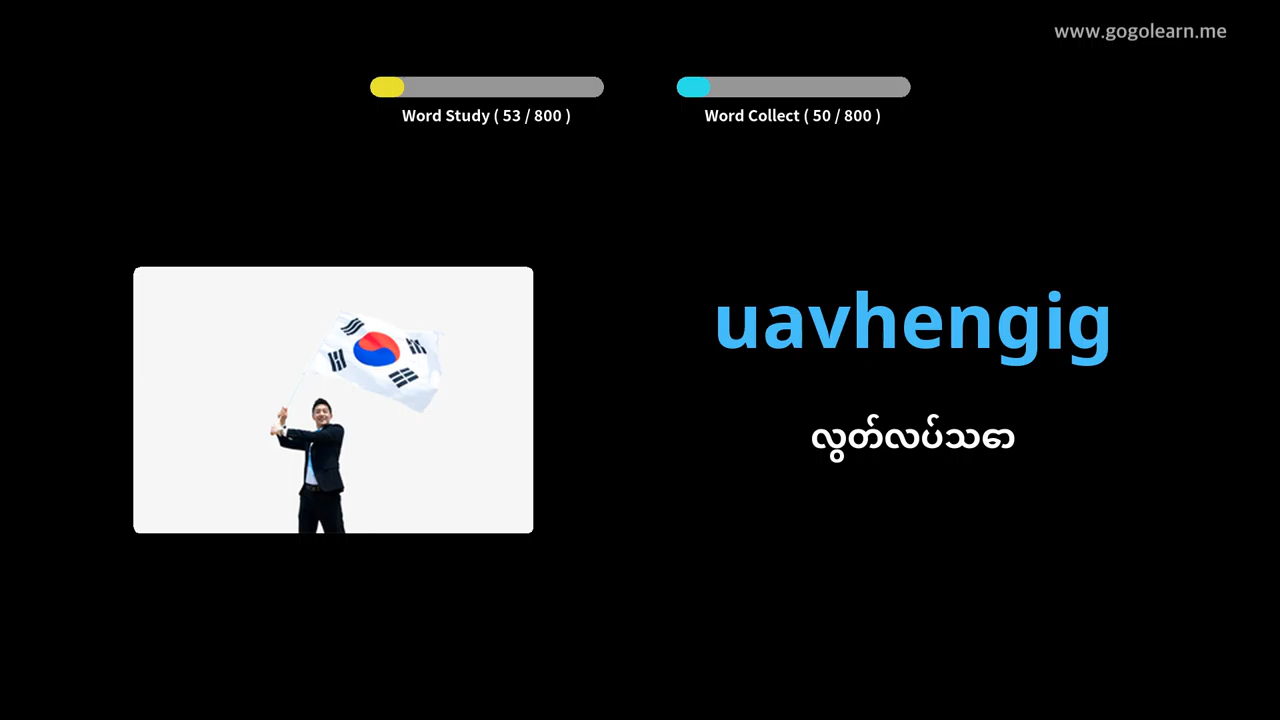 www.gogolearn.me
Word Study ( 53 / 800 )
Word Collect ( 50 / 800 )
uavhengig
လွတ်လပ်သော